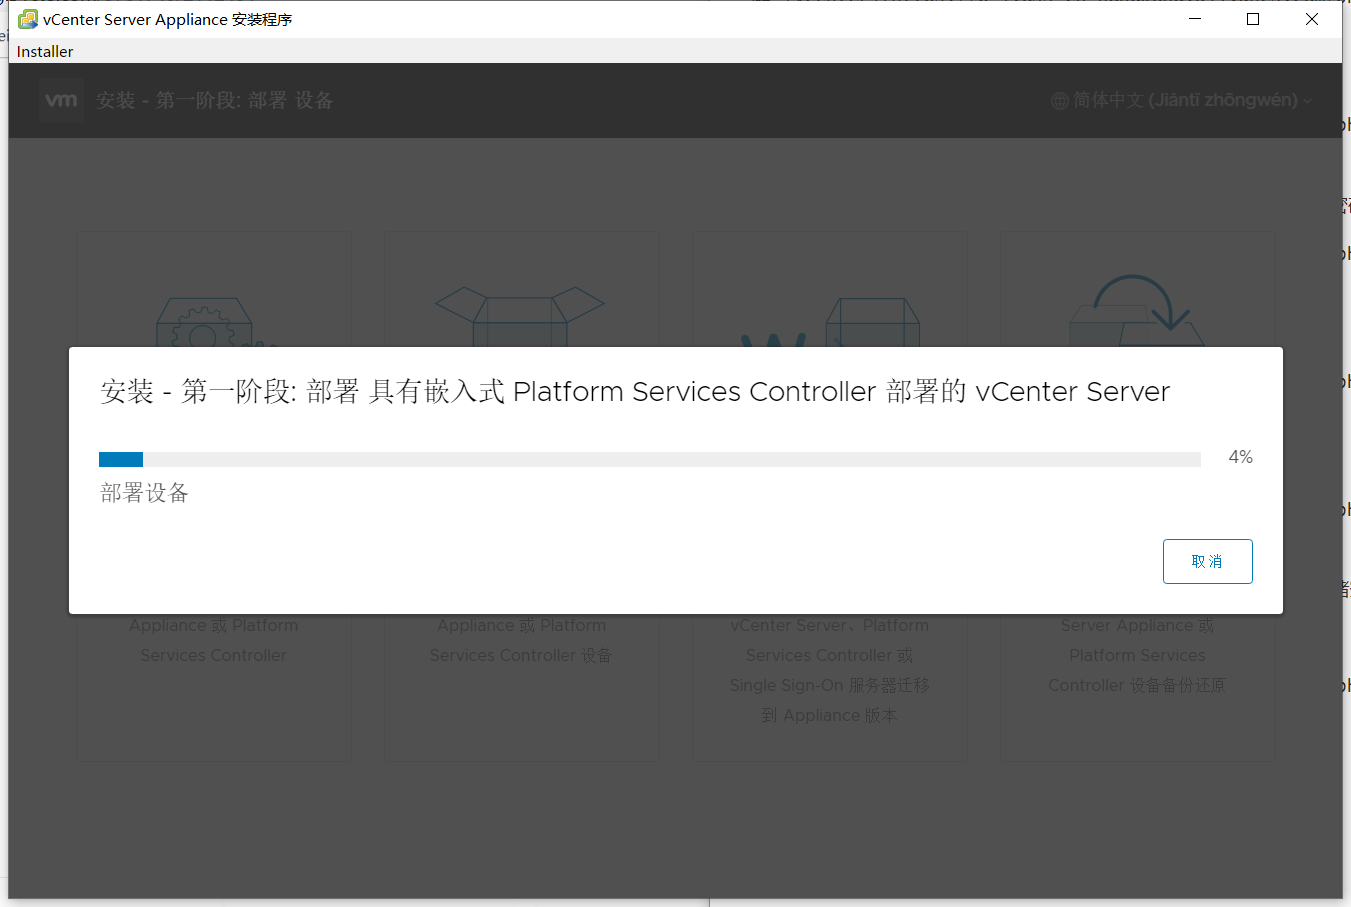 vCenter Server Appliance 安装程序
Installer
vm 安装 - 第一阶段: 部署 设备
简体中文 (Jiāntǐ zhōngwén)
安装 - 第一阶段: 部署 具有嵌入式 Platform Services Controller 部署的 vCenter Server
4%
部署设备
取消
Appliance 或 Platform
Services Controller
Appliance 或 Platform
Services Controller 设备
vCenter Server、Platform
Services Controller 或
Single Sign-On 服务器迁移
到 Appliance 版本
Server Appliance 或
Platform Services
Controller 设备备份还原